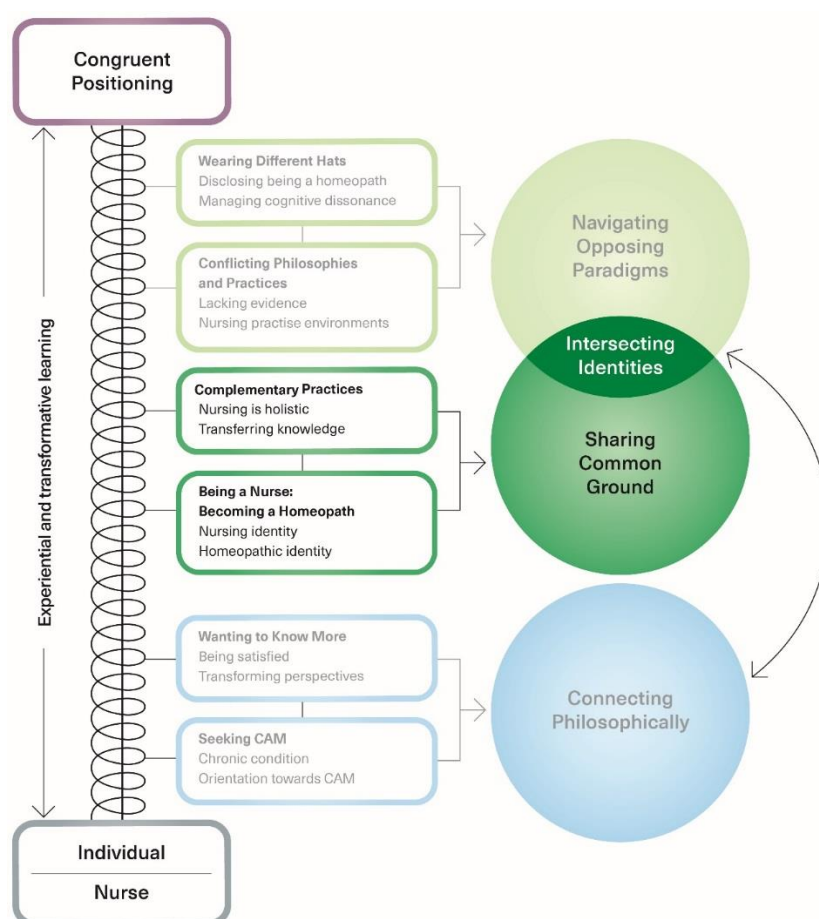 Congruent
Positioning
Experiential and transformative learning
Wearing Different Hats
Disclosing being a homeopath
Managing cognitive dissonance
Conflicting Philosophies
and Practices
Lacking evidence
Nursing practise environments
Navigating
Opposing
Paradigms
Intersecting
Identities
Complementary Practices
Nursing is holistic
Transferring knowledge
Being a Nurse:
Becoming a Homeopath
Nursing identity
Homeopathic identity
Sharing
Common
Ground
Wanting to Know More
Being satisfied
Transforming perspectives
Seeking CAM
Chronic condition
Orientation towards CAM
Connecting
Philosophically
Individual
Nurse